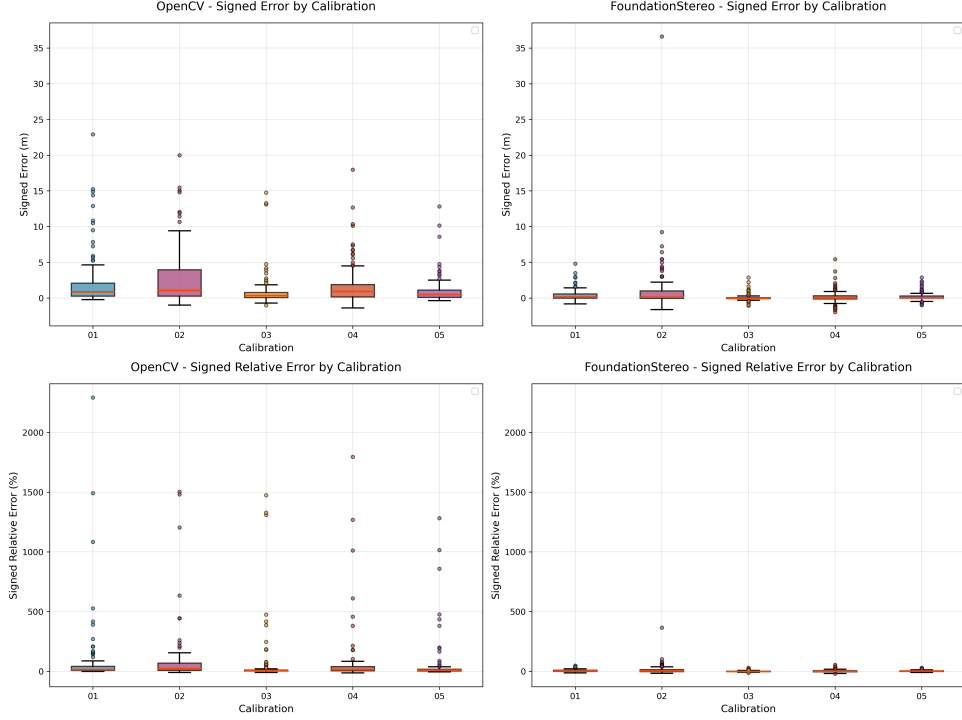 OpenCV - Signed Error by Calibration
Signed Error (m)
35
30
25
20
15
10
5
0
01 02 03 04 05
Calibration
FoundationStereo - Signed Error by Calibration
Signed Error (m)
35
30
25
20
15
10
5
0
01 02 03 04 05
Calibration
OpenCV - Signed Relative Error by Calibration
Signed Relative Error (%)
2000
1500
1000
500
0
01 02 03 04 05
Calibration
FoundationStereo - Signed Relative Error by Calibration
Signed Relative Error (%)
2000
1500
1000
500
0
01 02 03 04 05
Calibration